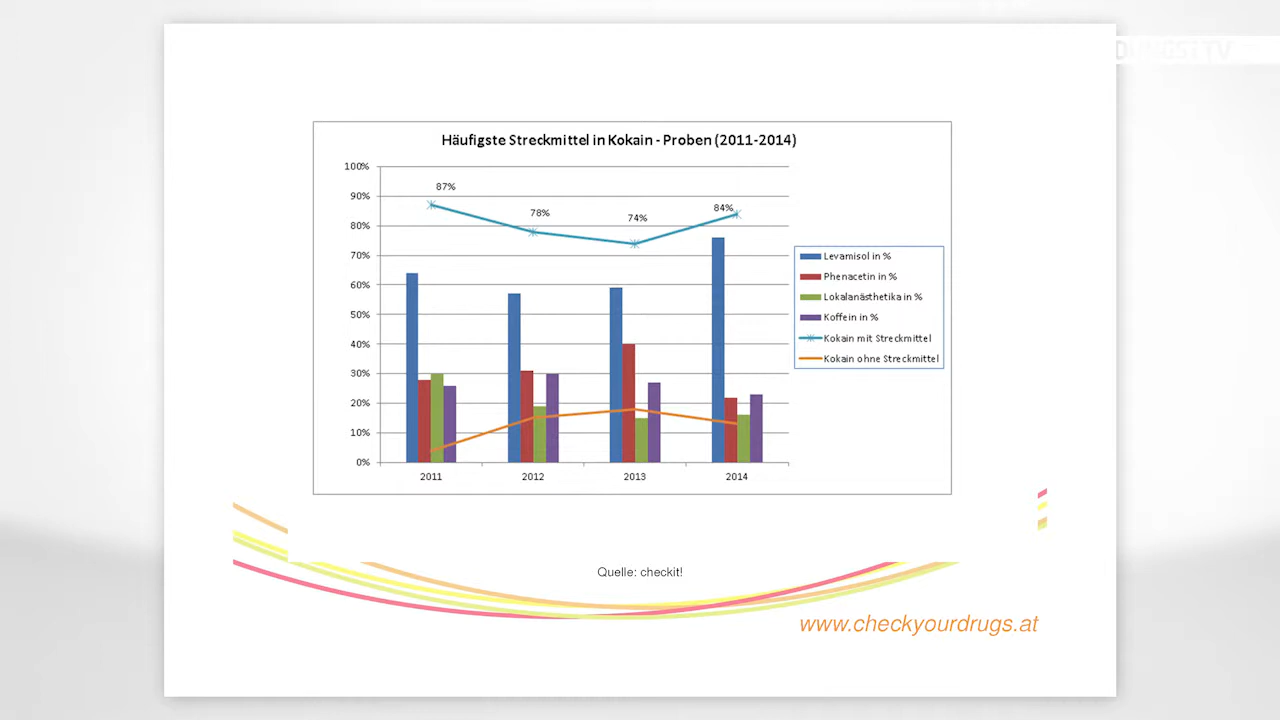 Häufigste Streckmittel in Kokain - Proben (2011-2014)
100%
90%
80%
70%
60%
50%
40%
30%
20%
10%
0%
87%
78%
74%
84%
2011
2012
2013
2014
Levamisol in %
Phenacetin in %
Lokalanästhetika in %
Koffein in %
Kokain mit Streckmittel
Kokain ohne Streckmittel
Quelle: checkit!
www.checkyourdrugs.at